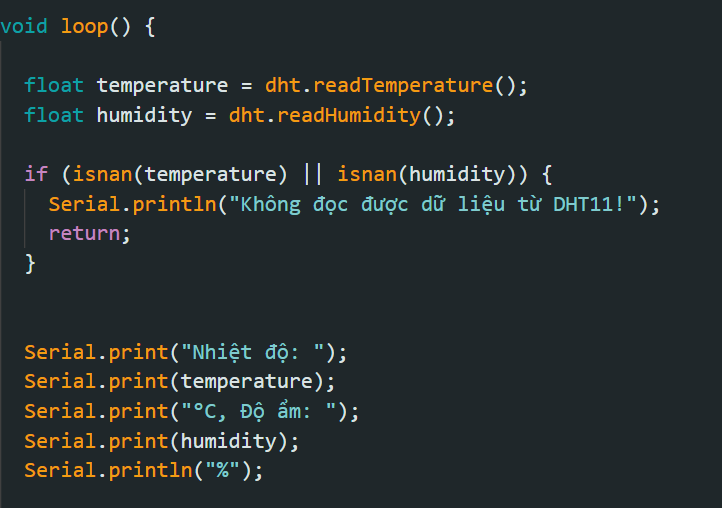 void loop() {
float temperature = dht.readTemperature();
float humidity = dht.readHumidity();
if (isnan(temperature) || isnan(humidity)) {
Serial.println("Không đọc được dữ liệu từ DHT11!");
return;
}
Serial.print("Nhiệt độ: ");
Serial.print(temperature);
Serial.print("°C, Độ ẩm: ");
Serial.print(humidity);
Serial.println("%");